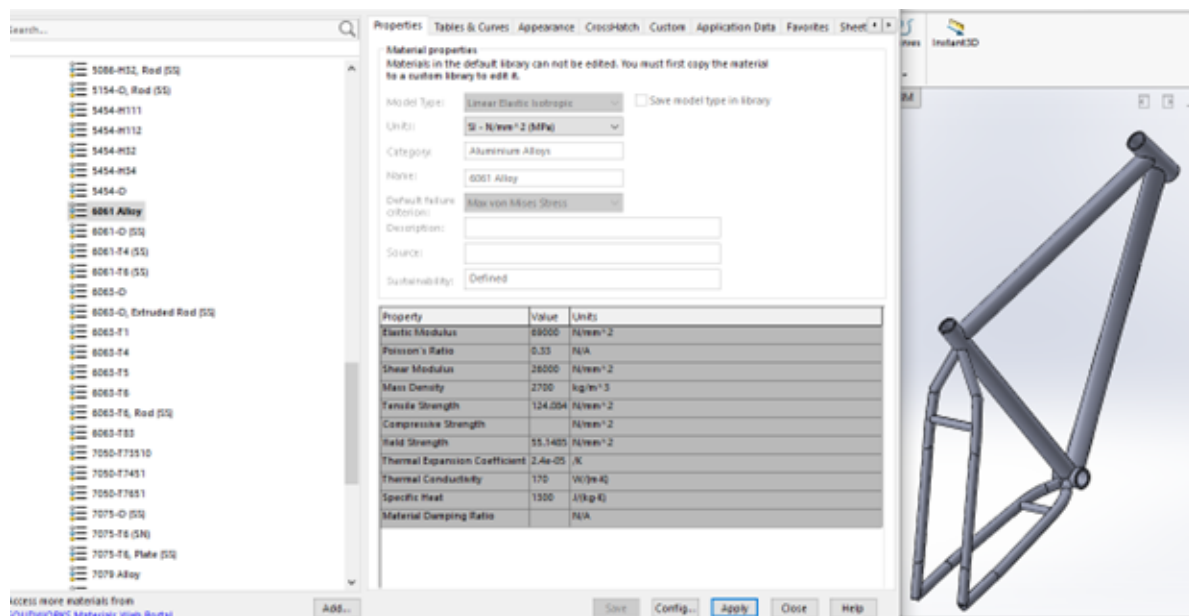 Search...
5086-H32, Rod (SS)
5154-O, Rod (SS)
5454-H111
5454-H112
5454-H32
5454-H34
5454-O
6061 Alloy
6061-O (SS)
6061-T4 (SS)
6061-T6 (SS)
6063-O
6063-O, Extruded Rod (SS)
6063-T1
6063-T4
6063-T5
6063-T6
6063-T6, Rod (SS)
6063-T83
7050-T73510
7050-T7451
7050-T7651
7075-O (SS)
7075-T6 (SN)
7075-T6, Plate (SS)
7079 Alloy
Access more materials from
SOLIDWORKS Materials Web Portal
Add...
Properties Tables & Curves Appearance CrossHatch Custom Application Data Favorites Sheet
Material properties
Materials in the default library can not be edited. You must first copy the material
to a custom library to edit it.
Model Type: Linear Elastic Isotropic Save model type in library
Units: SI - N/mm^2 (MPa)
Category: Aluminium Alloys
Name: 6061 Alloy
Default failure
criterion: Max von Mises Stress
Description:
Source:
Sustainability: Defined
Property Value Units
Elastic Modulus 69000 N/mm^2
Poisson's Ratio 0.33 N/A
Shear Modulus 26000 N/mm^2
Mass Density 2700 kg/m^3
Tensile Strength 124.084 N/mm^2
Compressive Strength N/mm^2
Yield Strength 55.1485 N/mm^2
Thermal Expansion Coefficient 2.4e-05 /K
Thermal Conductivity 170 W/(m·K)
Specific Heat 1300 J/(kg·K)
Material Damping Ratio N/A
Save Config... Apply Close Help
Instant3D